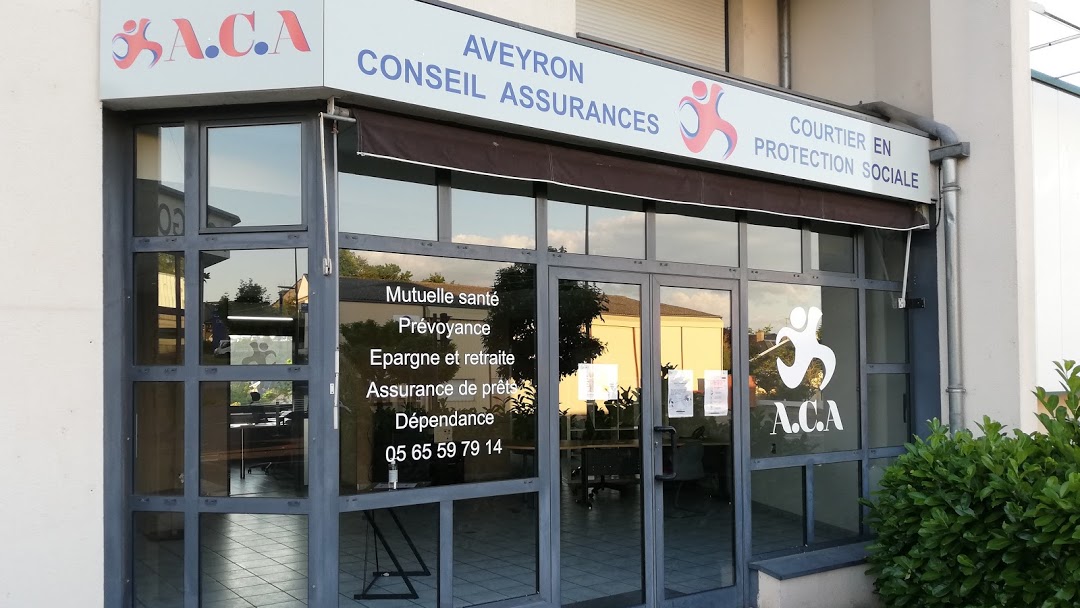 A.C.A
AVEYRON
CONSEIL ASSURANCES
COURTIER EN
PROTECTION SOCIALE
Mutuelle santé
Prévoyance
Epargne et retraite
Assurance de prêts
Dépendance
05 65 59 79 14
A.C.A